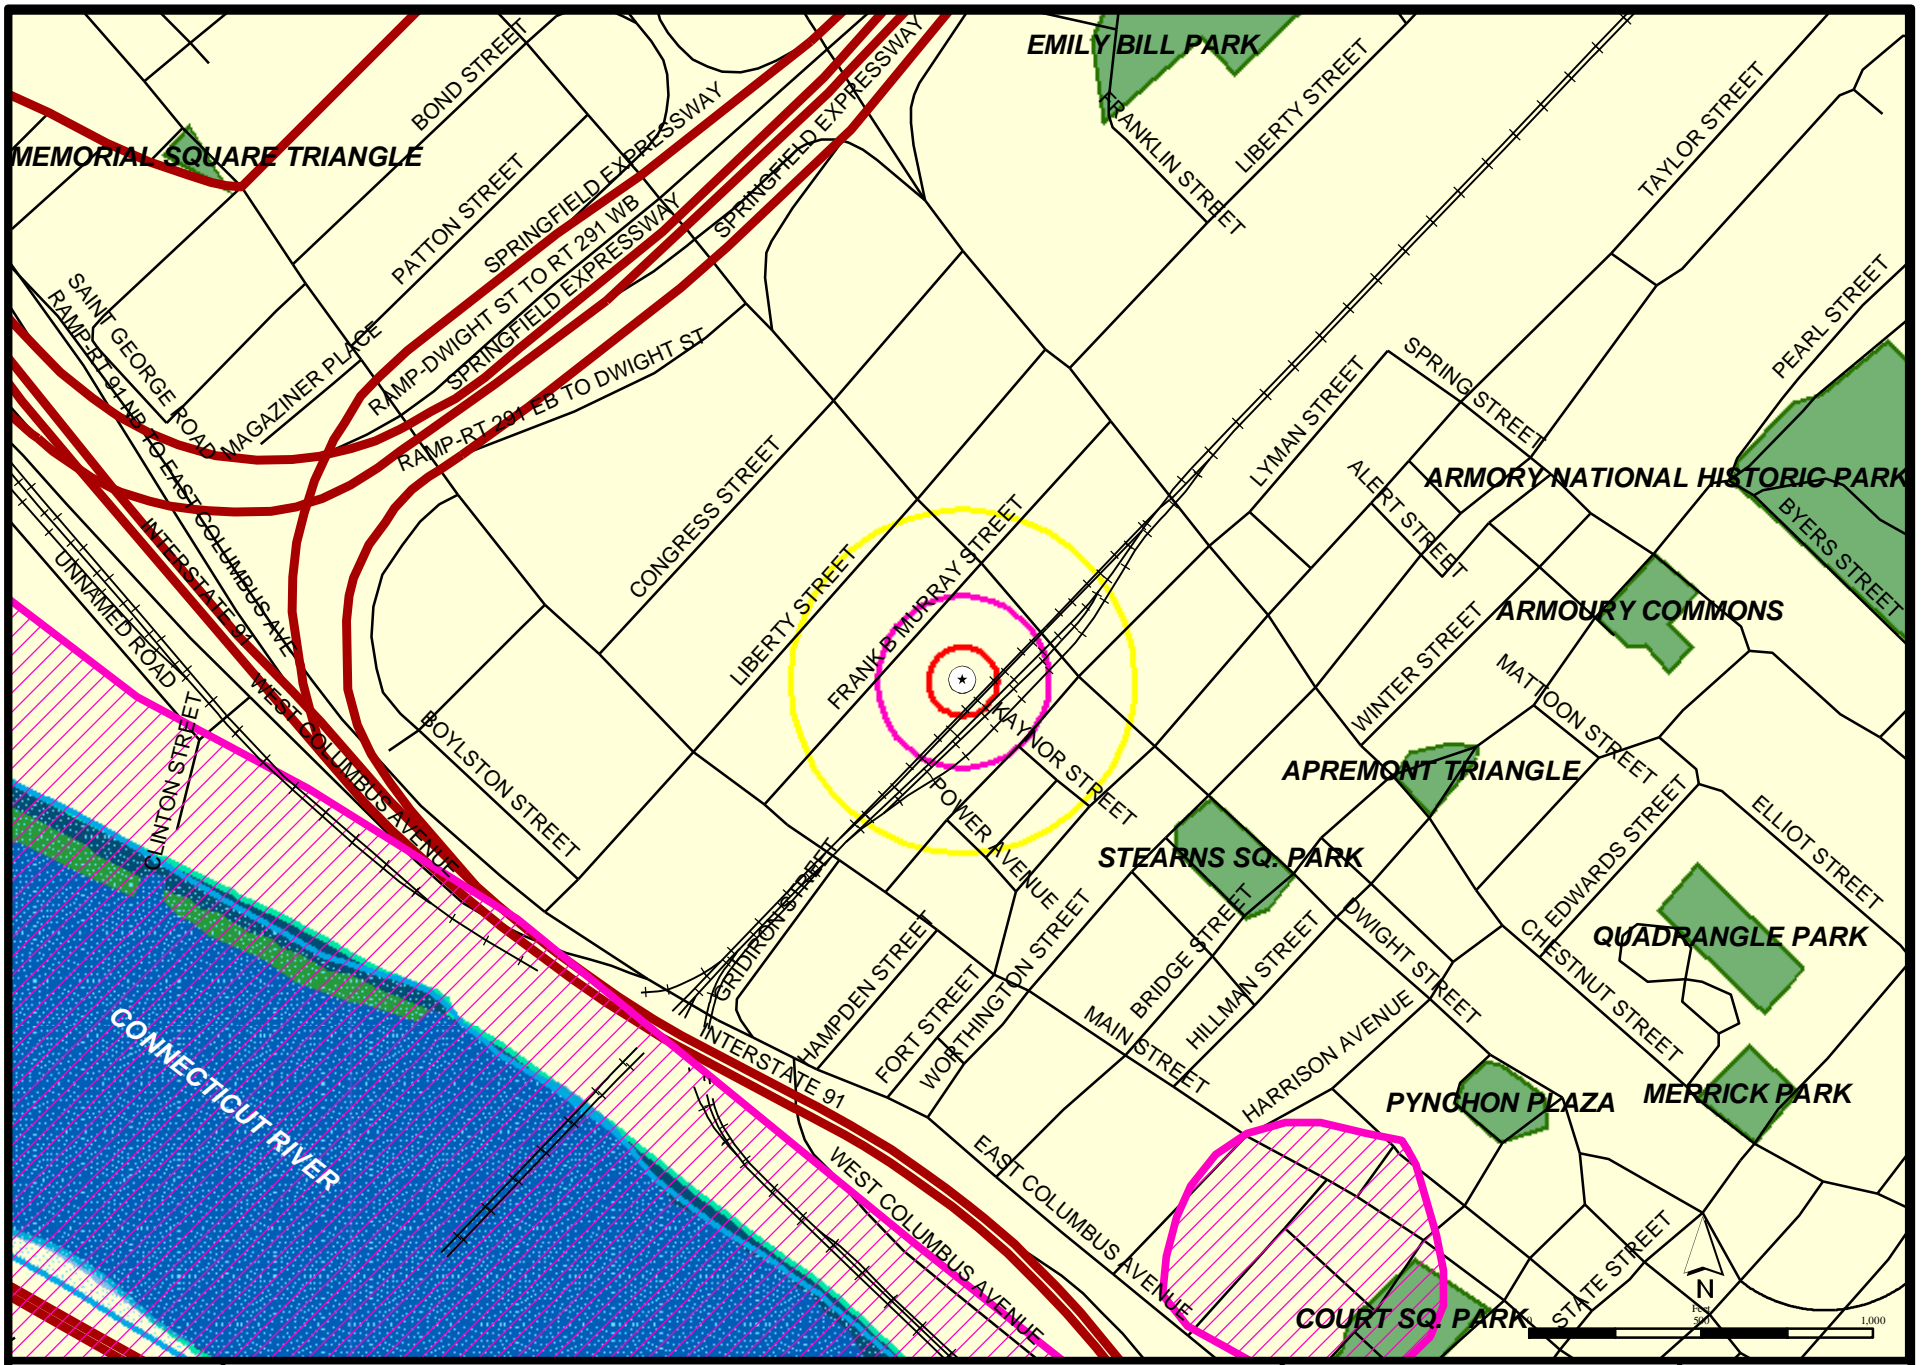 EMILY BILL PARK
BOND STREET
SPRINGFIELD EXPRESSWAY
SPRINGFIELD EXPRESSWAY
LIBERTY STREET
FRANKLIN STREET
TAYLOR STREET
MEMORIAL SQUARE TRIANGLE
PATTON STREET
RAMP-DWIGHT ST TO RT 291 WB
SPRINGFIELD EXPRESSWAY
PEARL STREET
SAINT GEORGE ROAD
RAMP-RT 91 NB TO EAST COLUMBUS AVE
MAGAZINER PLACE
RAMP-RT 291 EB TO DWIGHT ST
SPRING STREET
LYMAN STREET
ALERT STREET
ARMORY NATIONAL HISTORIC PARK
BYERS STREET
CONGRESS STREET
LIBERTY STREET
FRANK B MURRAY STREET
INTERSTATE 91
UNNAMED ROAD
ARMOURY COMMONS
WINTER STREET
MATTOON STREET
WEST COLUMBUS AVENUE
CLINTON STREET
BOYLSTON STREET
KAYNOR STREET
POWER AVENUE
APREMONT TRIANGLE
ELLIOT STREET
EDWARDS STREET
STEARNS SQ. PARK
GRIDIRON STREET
HAMPDEN STREET
FORT STREET
WORTHINGTON STREET
BRIDGE STREET
HILLMAN STREET
DWIGHT STREET
CHESTNUT STREET
QUADRANGLE PARK
MAIN STREET
HARRISON AVENUE
INTERSTATE 91
PYNCHON PLAZA
MERRICK PARK
CONNECTICUT RIVER
EAST COLUMBUS AVENUE
WEST COLUMBUS AVENUE
COURT SQ. PARK
STATE STREET
N
Feet
0 500 1,000